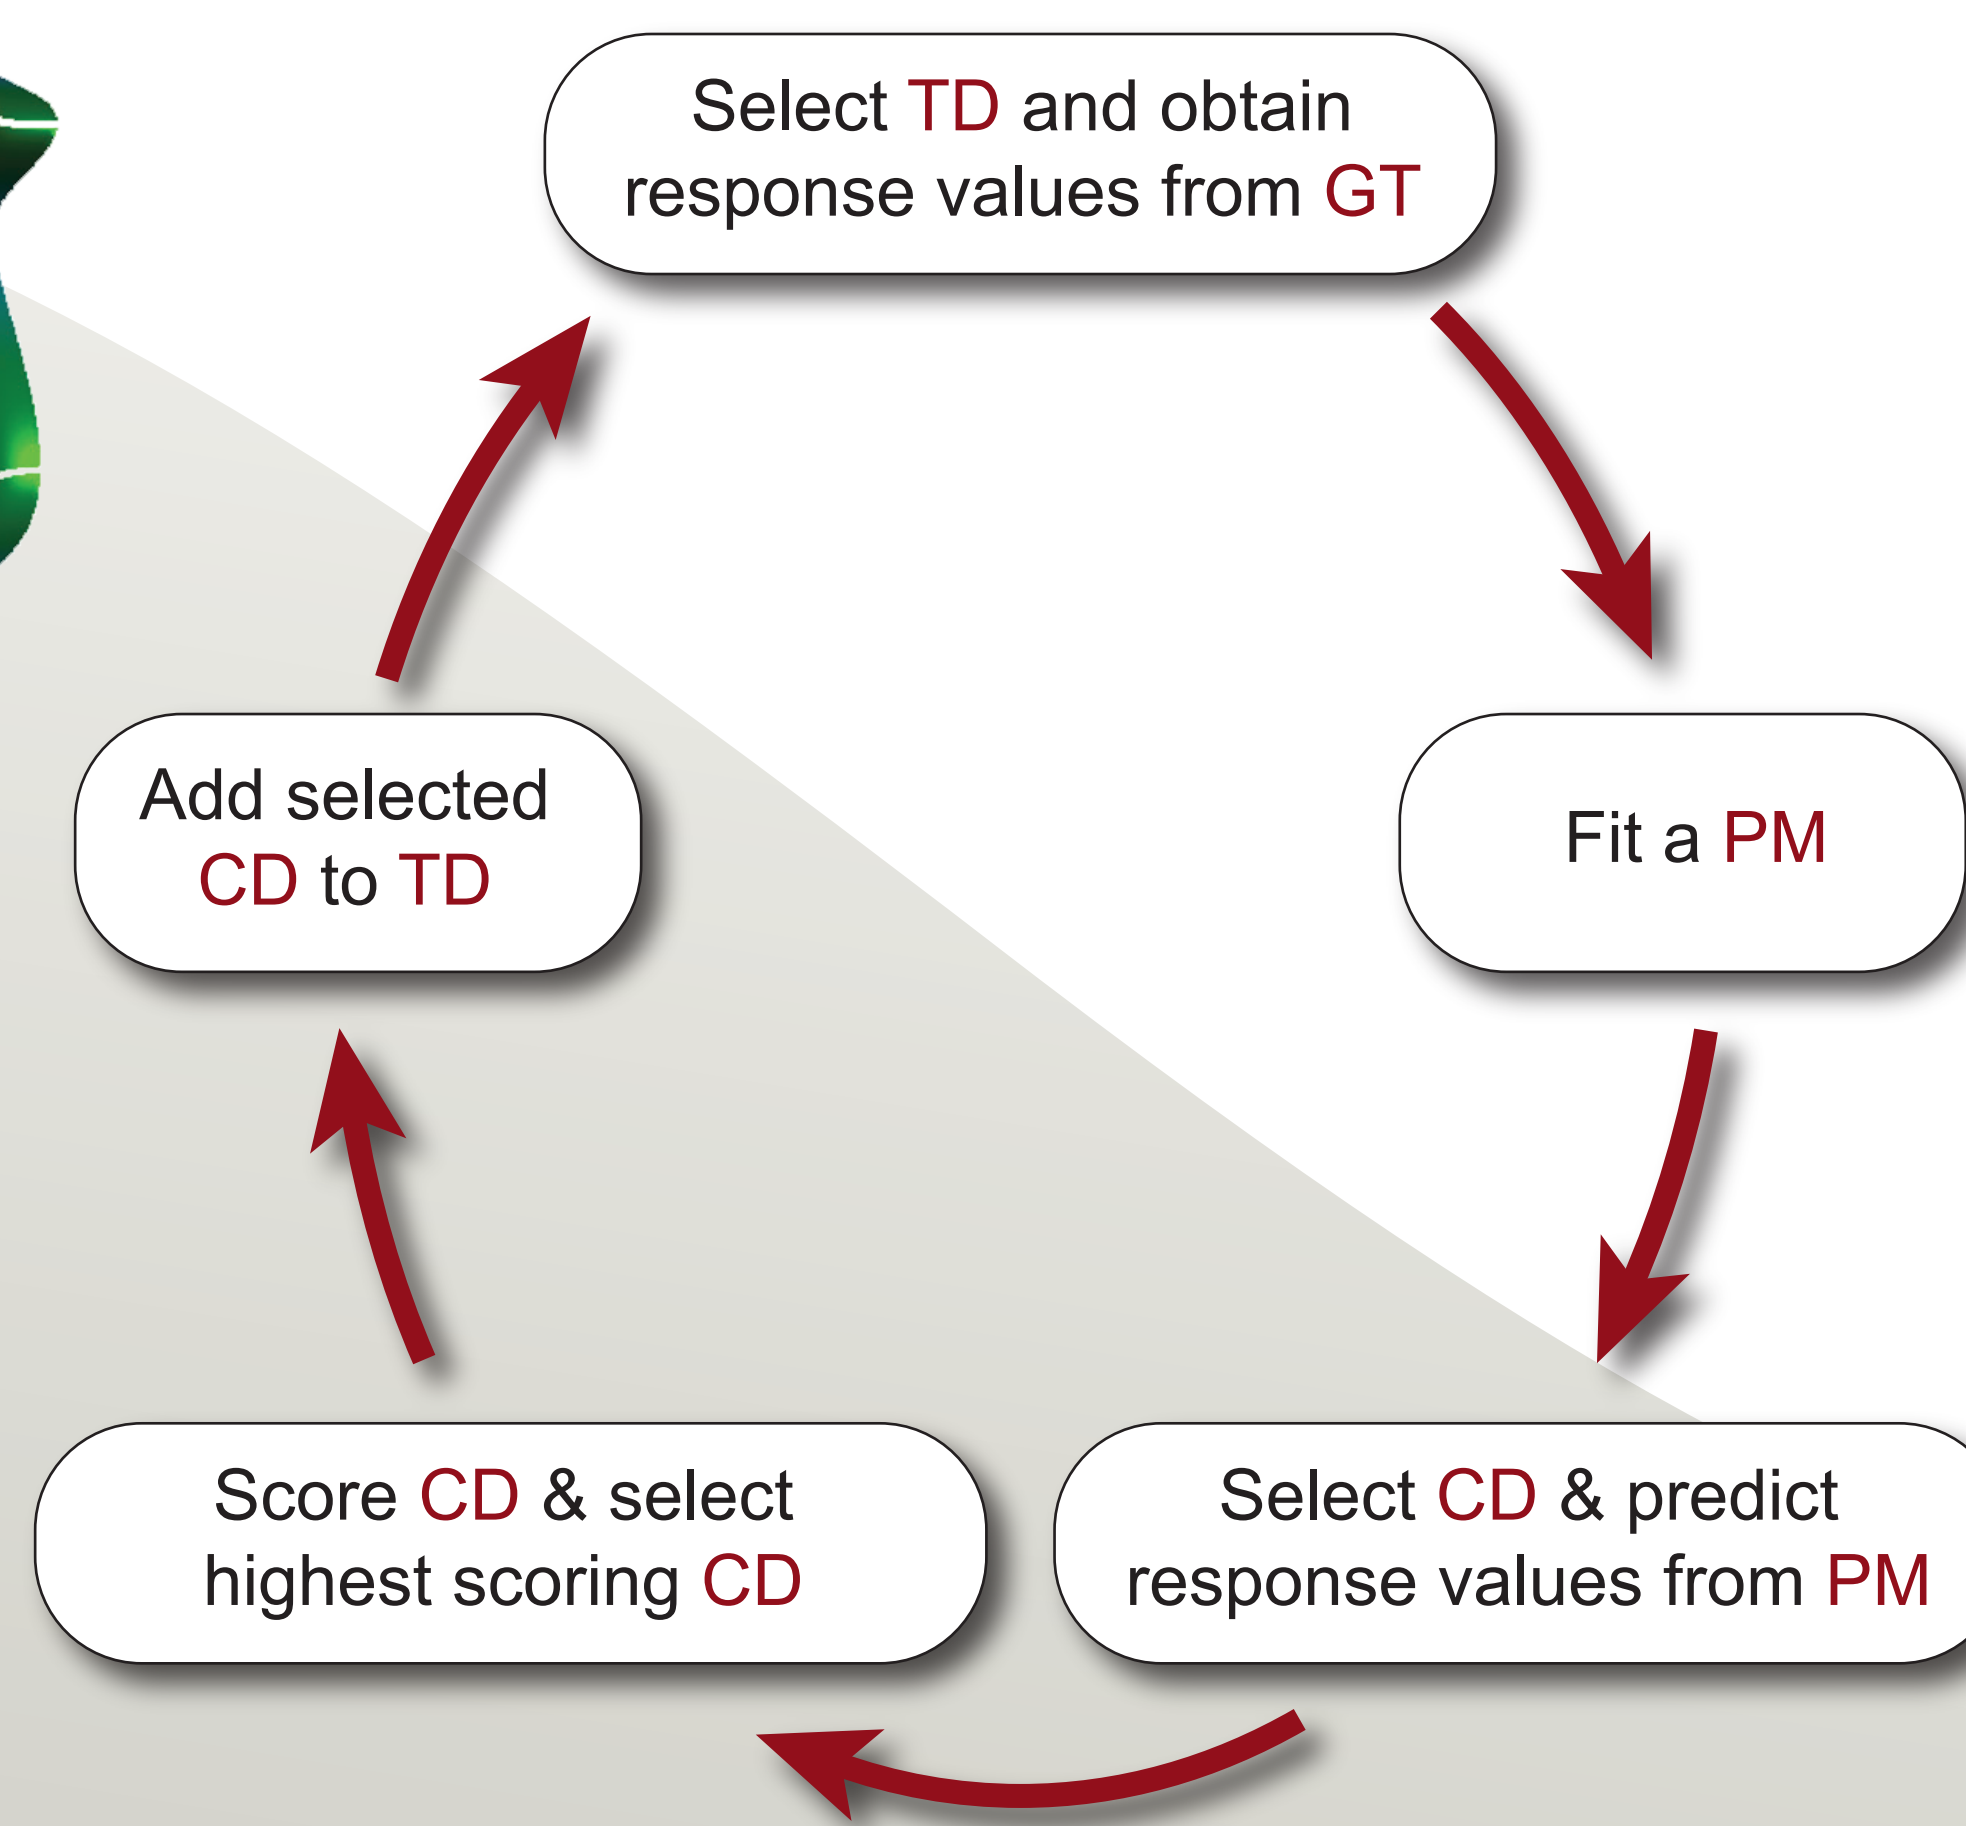 Select TD and obtain
response values from GT
Fit a PM
Select CD & predict
response values from PM
Score CD & select
highest scoring CD
Add selected
CD to TD